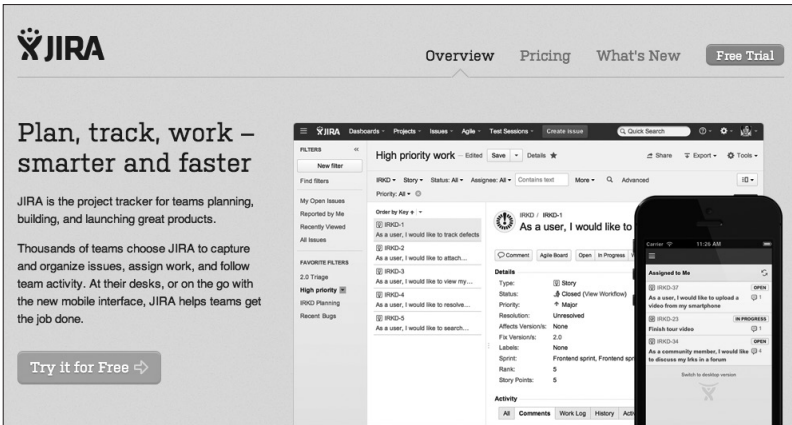 JIRA
Overview Pricing What's New Free Trial
Plan, track, work –
smarter and faster
JIRA is the project tracker for teams planning,
building, and launching great products.
Thousands of teams choose JIRA to capture
and organize issues, assign work, and follow
team activity. At their desks, or on the go with
the new mobile interface, JIRA helps teams get
the job done.
Try it for Free
JIRA Dashboards Projects Issues Agile Test Sessions Create Issue Quick Search
FILTERS
New filter
Find filters
My Open Issues
Reported by Me
Recently Viewed
All Issues
FAVORITE FILTERS
2.0 Triage
High priority
IRKD Planning
Recent Bugs
High priority work Edited Save Details Share Export Tools
IRKD Story Status: All Assignee: All Contains text More Advanced
Priority: All
Order by Key
IRKD-1
As a user, I would like to track defects
IRKD-2
As a user, I would like to attach...
IRKD-3
As a user, I would like to view my...
IRKD-4
As a user, I would like to resolve...
IRKD-5
As a user, I would like to search...
IRKD / IRKD-1
As a user, I would like to
Comment Agile Board Open In Progress
Details
Type: Story
Status: Closed (View Workflow)
Priority: Major
Resolution: Unresolved
Affects Version/s: None
Fix Version/s: 2.0
Labels: None
Sprint: Frontend sprint, Frontend spr
Rank: 5
Story Points: 5
Activity
All Comments Work Log History Acti
Carrier 11:26 AM
Assigned to Me
IRKD-37 OPEN
As a user, I would like to upload a 1
video from my smartphone
IRKD-23 IN PROGRESS
Finish tour video 1
IRKD-34 OPEN
As a community member, I would like 4
to discuss my irks in a forum
Switch to desktop version